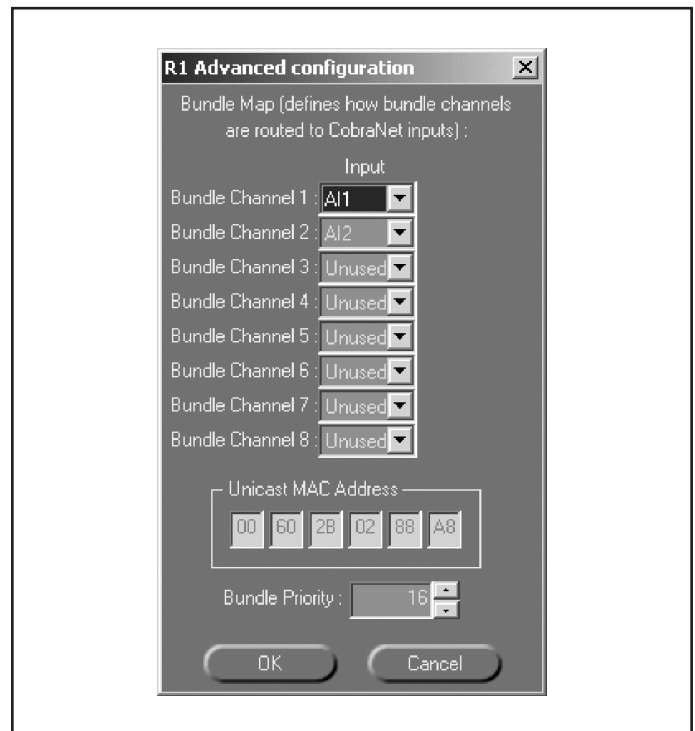 R1 Advanced configuration
Bundle Map (defines how bundle channels
are routed to CobraNet inputs) :
Input
Bundle Channel 1 : AI1
Bundle Channel 2 : AI2
Bundle Channel 3 : Unused
Bundle Channel 4 : Unused
Bundle Channel 5 : Unused
Bundle Channel 6 : Unused
Bundle Channel 7 : Unused
Bundle Channel 8 : Unused
Unicast MAC Address
00 60 2B 02 88 A8
Bundle Priority : 16
OK Cancel